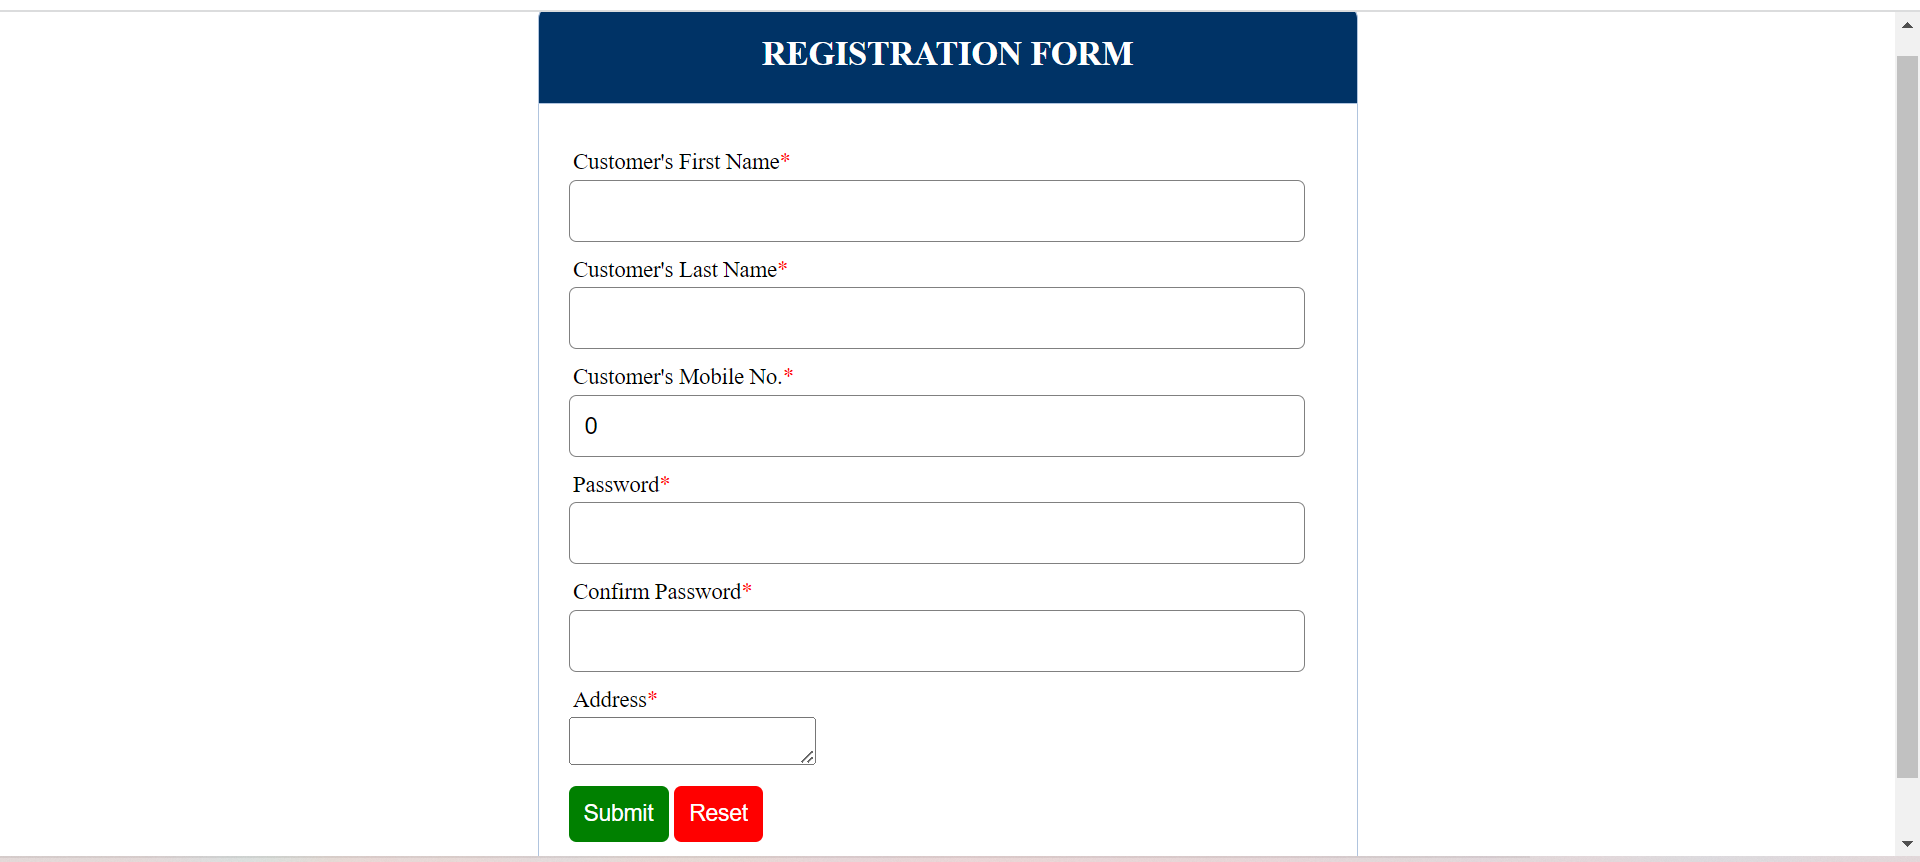 REGISTRATION FORM
Customer's First Name*
Customer's Last Name*
Customer's Mobile No.*
0
Password*
Confirm Password*
Address*
Submit Reset